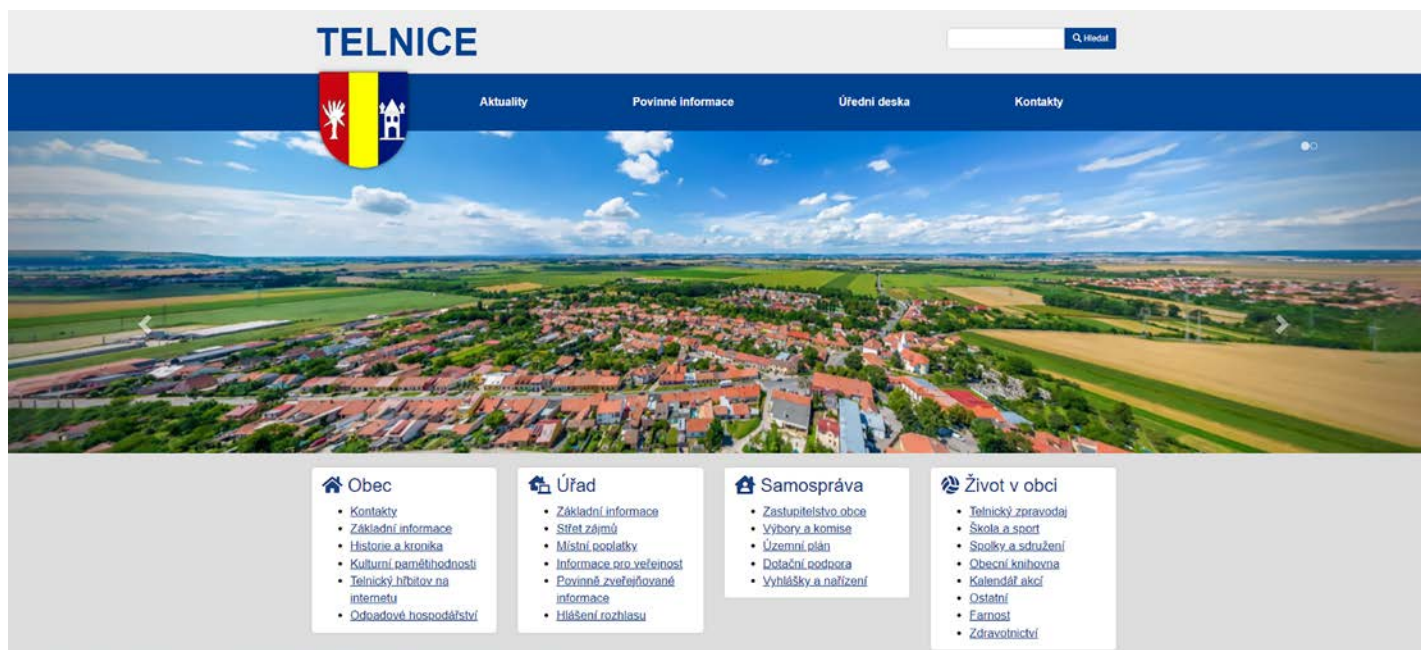 TELNICE
Hledat
Aktuality
Povinné informace
Úřední deska
Kontakty
Obec
Kontakty
Základní informace
Historie a kronika
Kulturní pamětihodnosti
Telnický hřbitov na
internetu
Odpadové hospodářství
Úřad
Základní informace
Střet zájmů
Místní poplatky
Informace pro veřejnost
Povinně zveřejňované
informace
Hlášení rozhlasu
Samospráva
Zastupitelstvo obce
Výbory a komise
Územní plán
Dotační podpora
Vyhlášky a nařízení
Život v obci
Telnický zpravodaj
Škola a sport
Spolky a sdružení
Obecní knihovna
Kalendář akcí
Ostatní
Farnost
Zdravotnictví